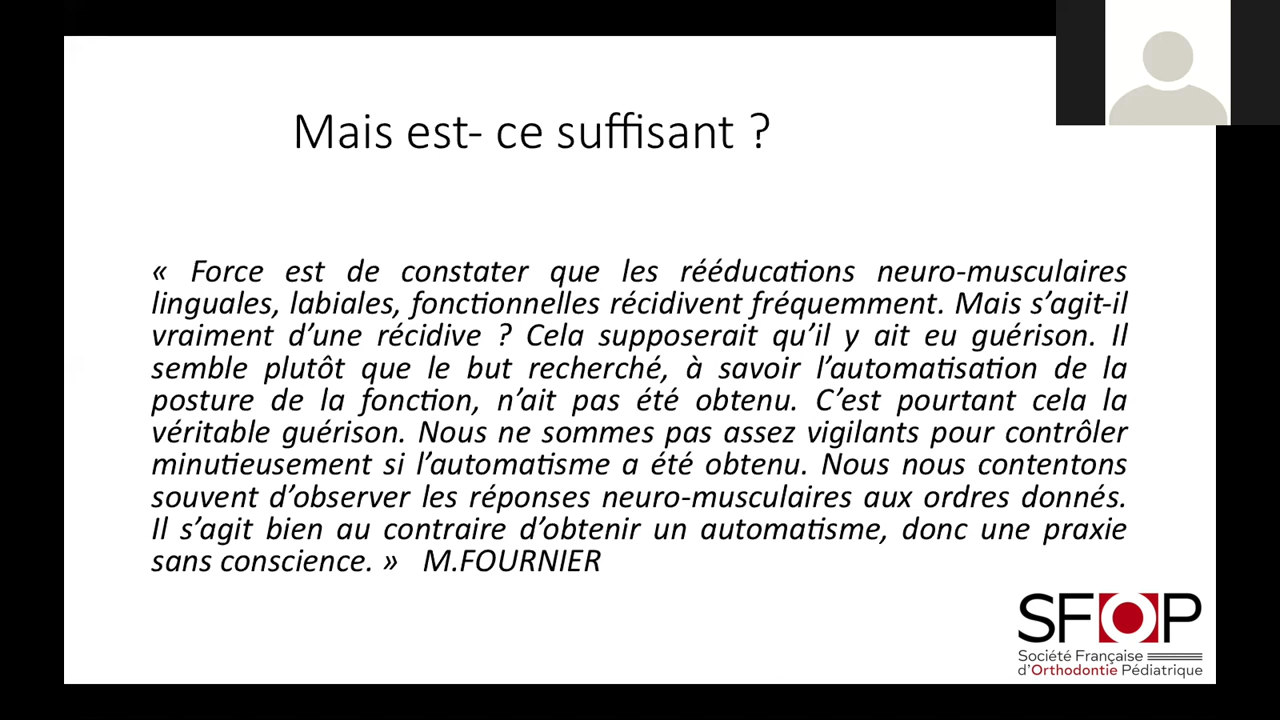 Mais est- ce suffisant ?
« Force est de constater que les rééducations neuro-musculaires
linguales, labiales, fonctionnelles récidivent fréquemment. Mais s’agit-il
vraiment d’une récidive ? Cela supposerait qu’il y ait eu guérison. Il
semble plutôt que le but recherché, à savoir l’automatisation de la
posture de la fonction, n’ait pas été obtenu. C’est pourtant cela la
véritable guérison. Nous ne sommes pas assez vigilants pour contrôler
minutieusement si l’automatisme a été obtenu. Nous nous contentons
souvent d’observer les réponses neuro-musculaires aux ordres donnés.
Il s’agit bien au contraire d’obtenir un automatisme, donc une praxie
sans conscience. » M.FOURNIER
SFOP
Société Française
d’Orthodontie Pédiatrique